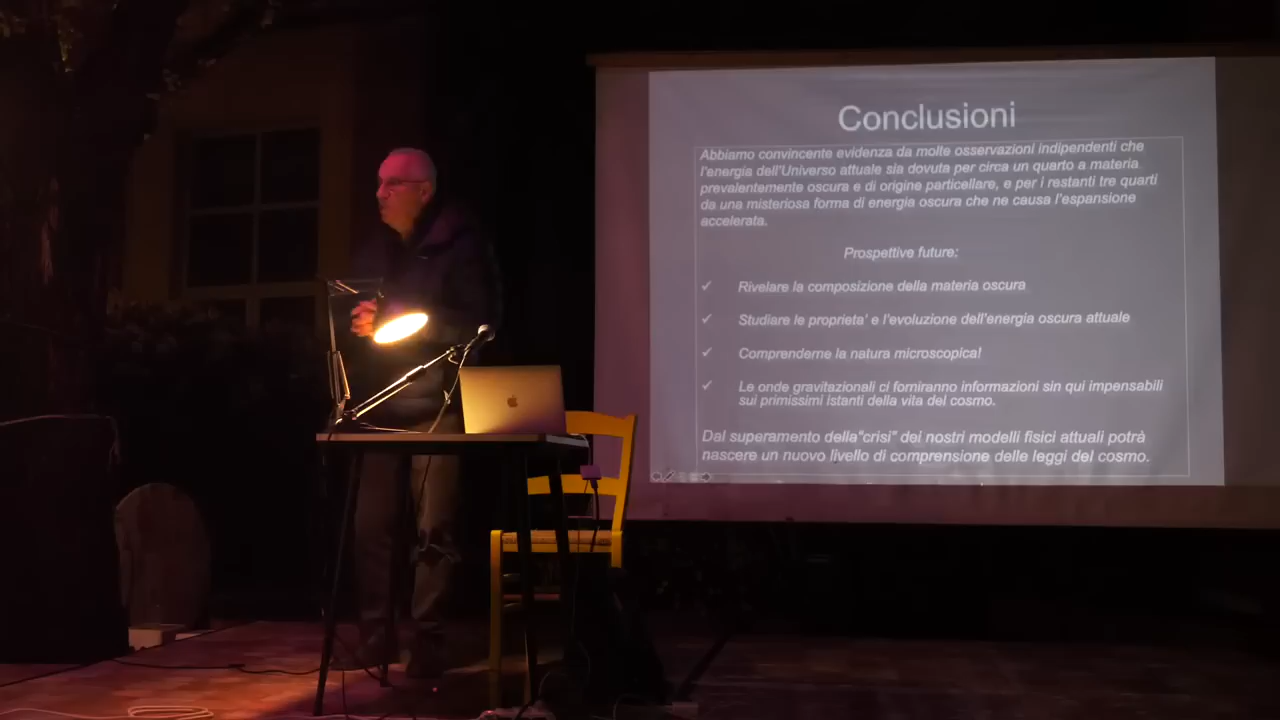 Conclusioni
Abbiamo convincente evidenza da molte osservazioni indipendenti che
l'energia dell'Universo attuale sia dovuta per circa un quarto a materia
prevalentemente oscura e di origine particellare, e per i restanti tre quarti
da una misteriosa forma di energia oscura che ne causa l'espansione
accelerata.
Prospettive future:
✓ Rivelare la composizione della materia oscura
✓ Studiare le proprieta' e l'evoluzione dell'energia oscura attuale
✓ Comprenderne la natura microscopica!
✓ Le onde gravitazionali ci forniranno informazioni sin qui impensabili
sui primissimi istanti della vita del cosmo.
Dal superamento della“crisi” dei nostri modelli fisici attuali potrà
nascere un nuovo livello di comprensione delle leggi del cosmo.